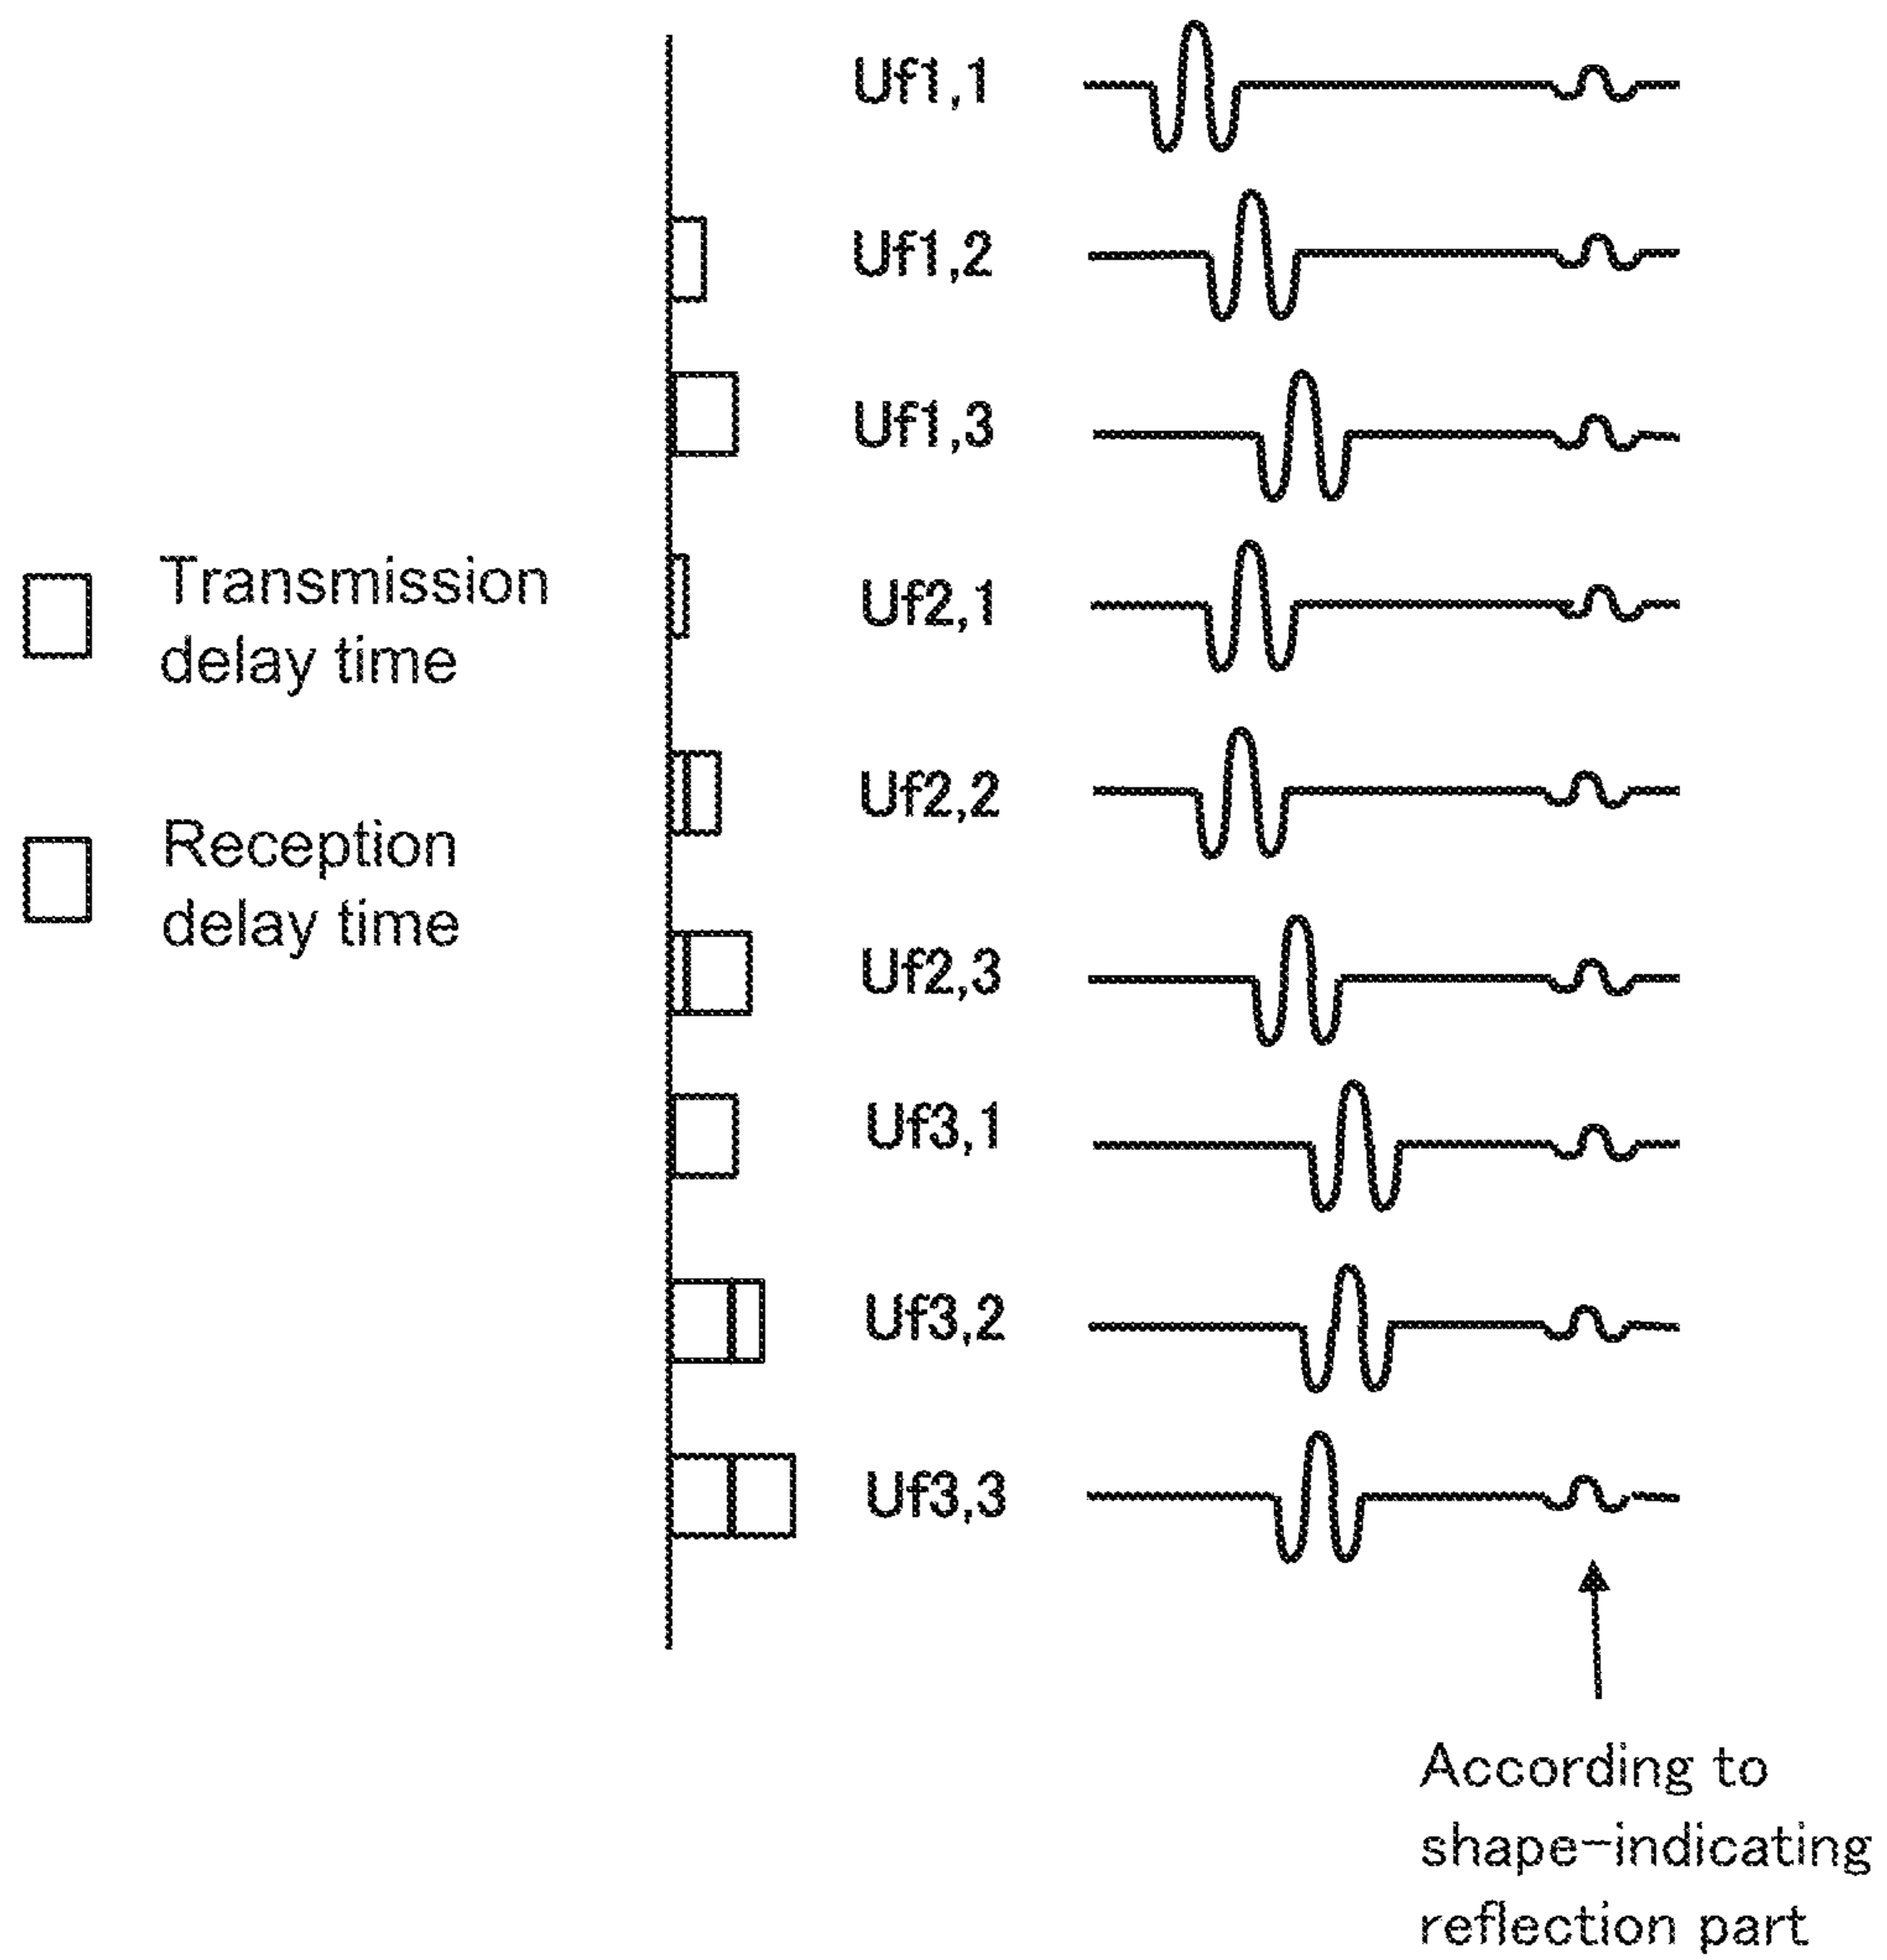 Uf1,1
Uf1,2
Uf1,3
Transmission
delay time
Uf2,1
Uf2,2
Reception
delay time
Uf2,3
Uf3,1
Uf3,2
Uf3,3
According to
shape-indicating
reflection part